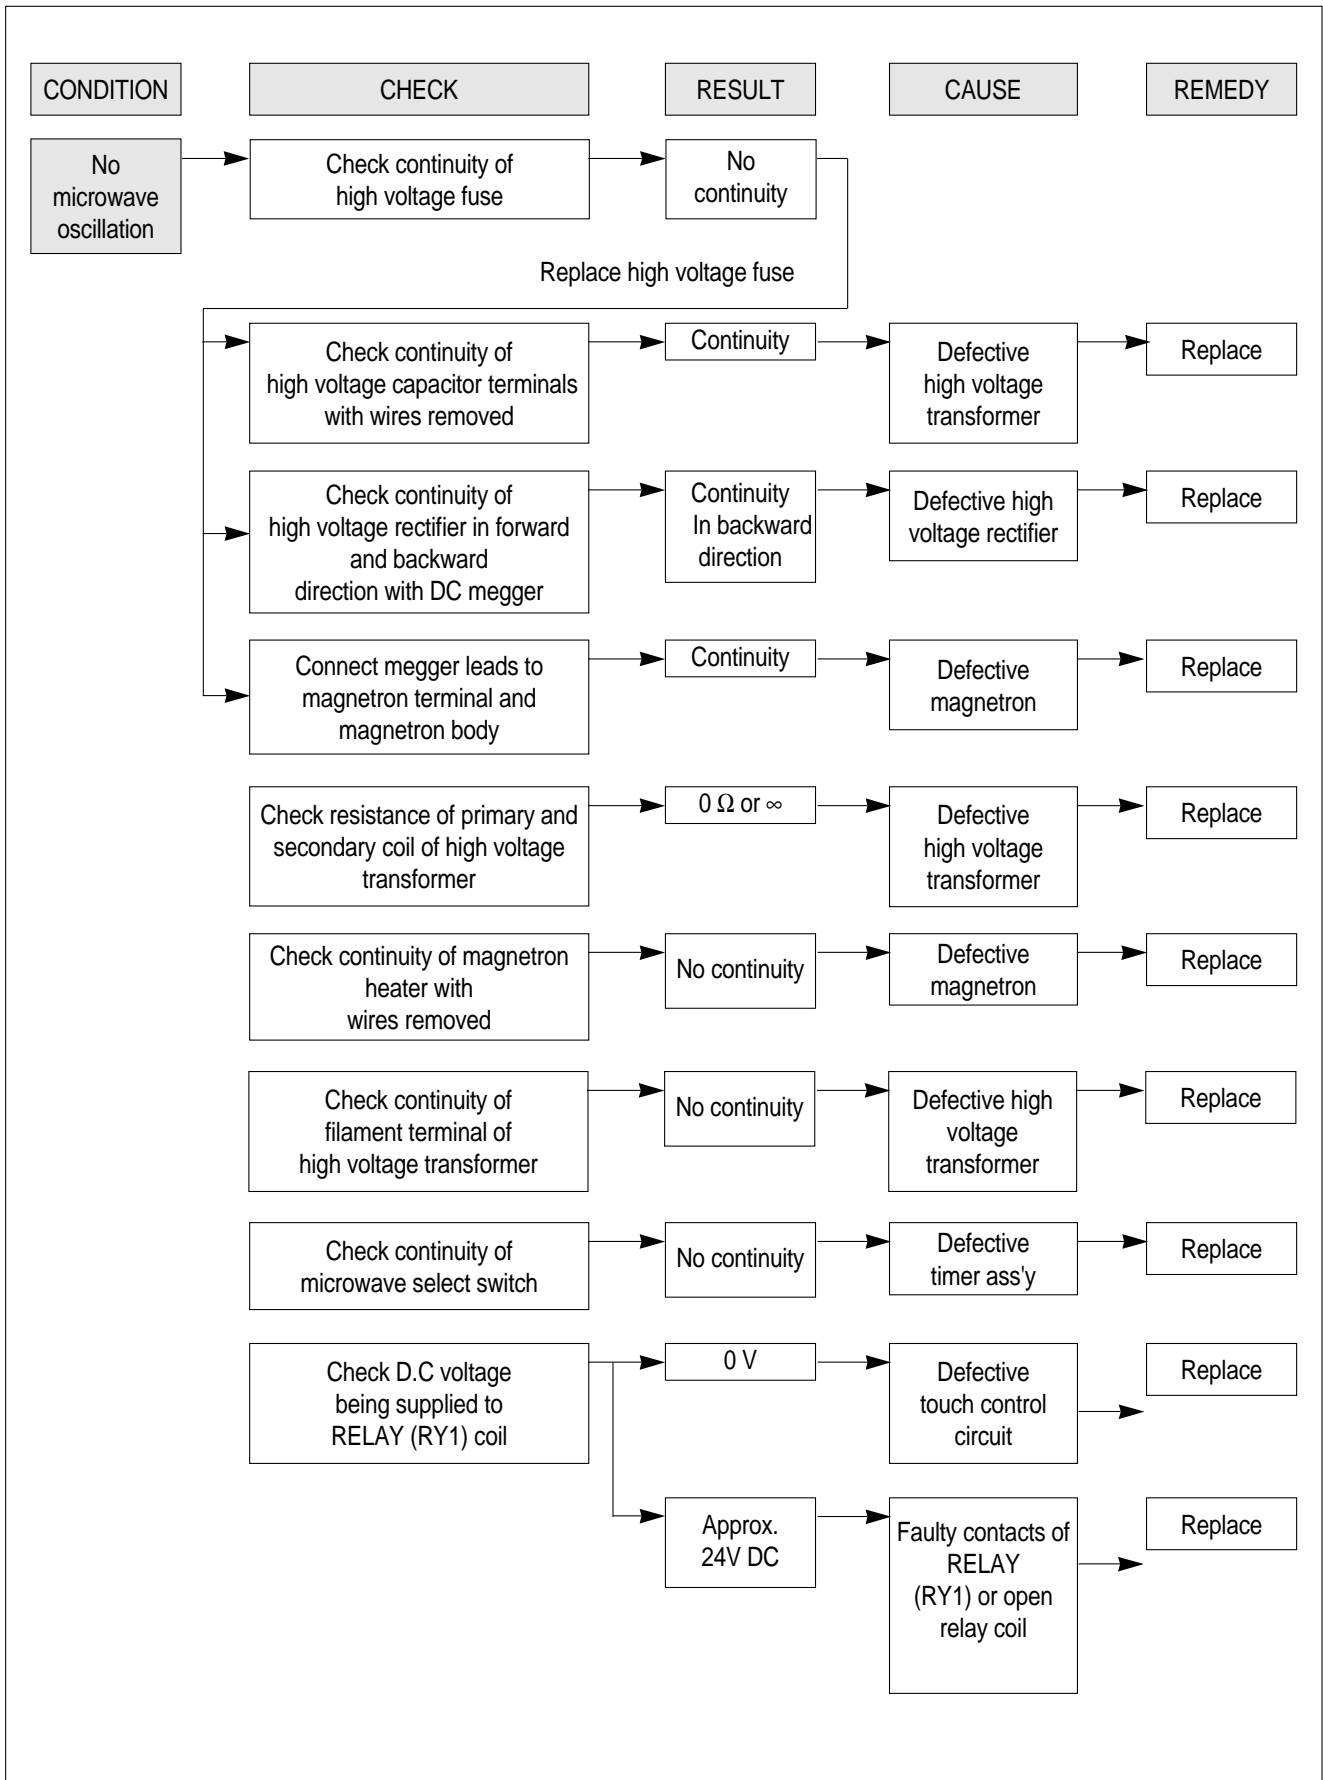 CONDITION
CHECK
RESULT
CAUSE
REMEDY
No
microwave
oscillation
Check continuity of
high voltage fuse
No
continuity
Replace high voltage fuse
Check continuity of
high voltage capacitor terminals
with wires removed
Continuity
Defective
high voltage
transformer
Replace
Check continuity of
high voltage rectifier in forward
and backward
direction with DC megger
Continuity
In backward
direction
Defective high
voltage rectifier
Replace
Connect megger leads to
magnetron terminal and
magnetron body
Continuity
Defective
magnetron
Replace
Check resistance of primary and
secondary coil of high voltage
transformer
0 Ω or ∞
Defective
high voltage
transformer
Replace
Check continuity of magnetron
heater with
wires removed
No continuity
Defective
magnetron
Replace
Check continuity of
filament terminal of
high voltage transformer
No continuity
Defective high
voltage
transformer
Replace
Check continuity of
microwave select switch
No continuity
Defective
timer ass'y
Replace
Check D.C voltage
being supplied to
RELAY (RY1) coil
0 V
Defective
touch control
circuit
Replace
Approx.
24V DC
Faulty contacts of
RELAY
(RY1) or open
relay coil
Replace